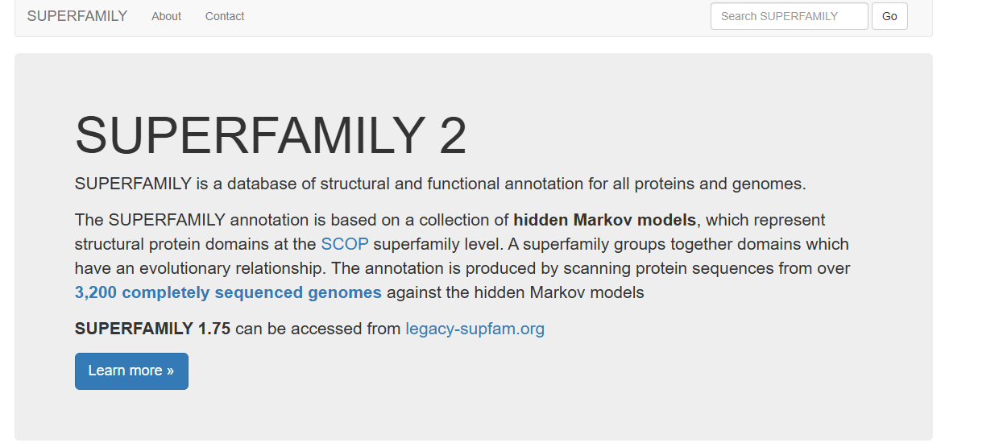 SUPERFAMILY About Contact Search SUPERFAMILY Go
SUPERFAMILY 2
SUPERFAMILY is a database of structural and functional annotation for all proteins and genomes.
The SUPERFAMILY annotation is based on a collection of hidden Markov models, which represent
structural protein domains at the SCOP superfamily level. A superfamily groups together domains which
have an evolutionary relationship. The annotation is produced by scanning protein sequences from over
3,200 completely sequenced genomes against the hidden Markov models
SUPERFAMILY 1.75 can be accessed from legacy-supfam.org
Learn more »